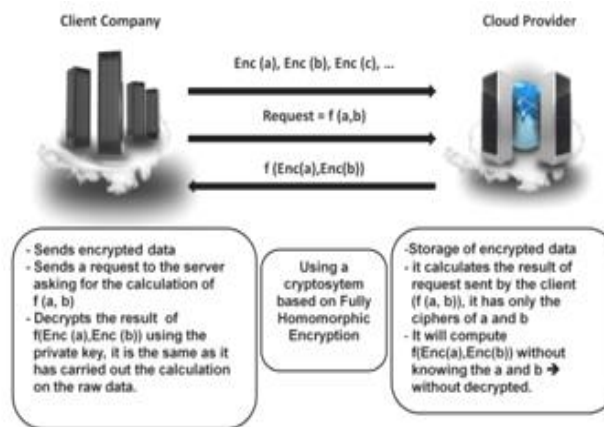 Client Company
Cloud Provider
Enc (a), Enc (b), Enc (c), ...
Request = f (a,b)
f (Enc(a),Enc(b))
- Sends encrypted data
- Sends a request to the server
asking for the calculation of
f (a, b)
- Decrypts the result of
f(Enc (a),Enc (b)) using the
private key, it is the same as it
has carried out the calculation
on the raw data.
Using a
cryptosytem
based on Fully
Homomorphic
Encryption
-Storage of encrypted data
- it calculates the result of
request sent by the client
(f (a, b)), it has only the
ciphers of a and b
- It will compute
f(Enc(a),Enc(b)) without
knowing the a and b ➔
without decrypted.